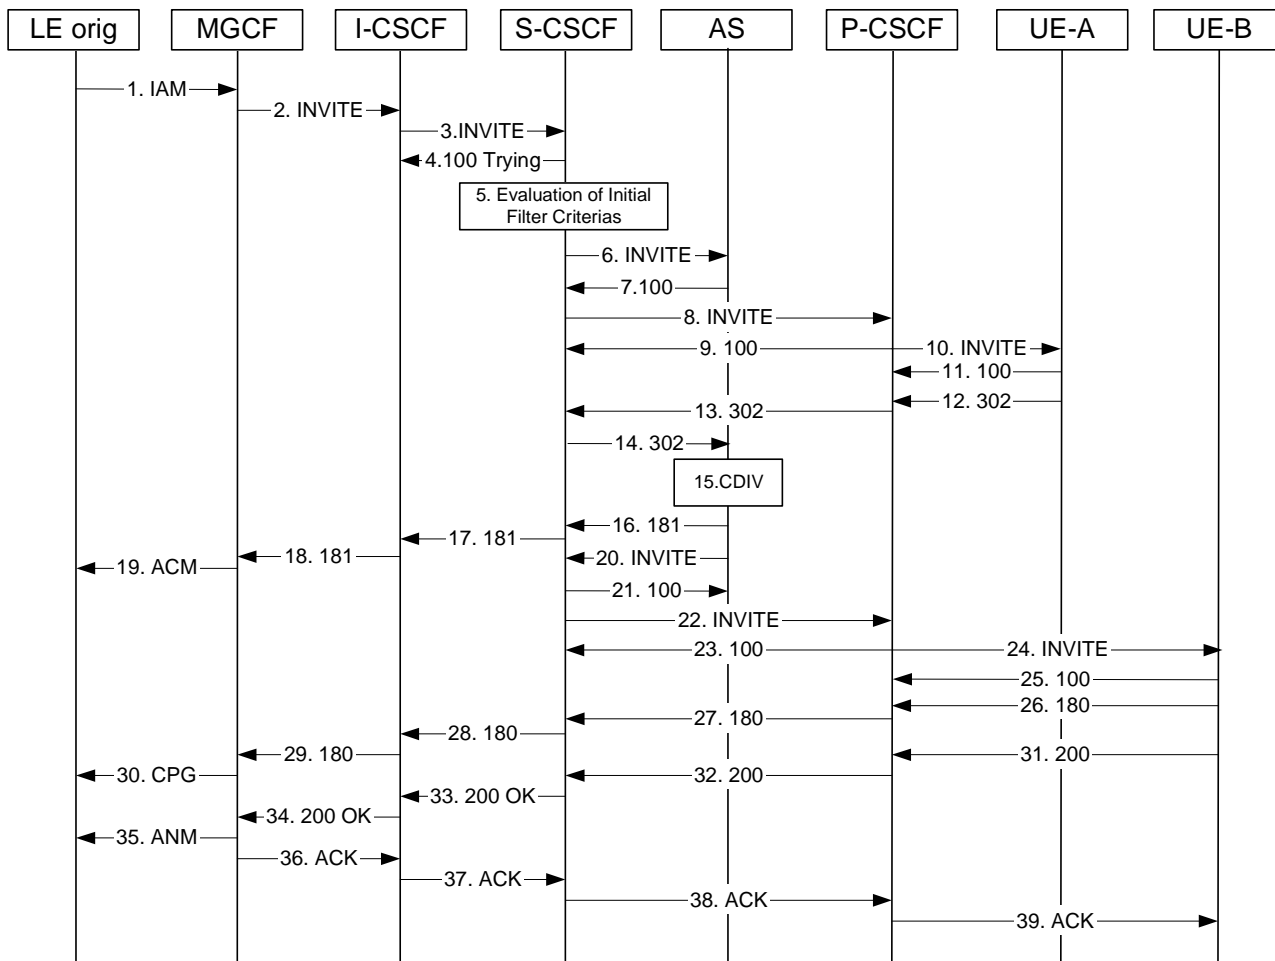 LE orig
MGCF
I-CSCF
S-CSCF
AS
P-CSCF
UE-A
UE-B
1. IAM
2. INVITE
3.INVITE
4.100 Trying
5. Evaluation of Initial
Filter Criterias
6. INVITE
7.100
8. INVITE
9. 100
10. INVITE
11. 100
12. 302
13. 302
14. 302
15.CDIV
16. 181
17. 181
18. 181
19. ACM
20. INVITE
21. 100
22. INVITE
23. 100
24. INVITE
25. 100
26. 180
27. 180
28. 180
29. 180
30. CPG
31. 200
32. 200
33. 200 OK
34. 200 OK
35. ANM
36. ACK
37. ACK
38. ACK
39. ACK